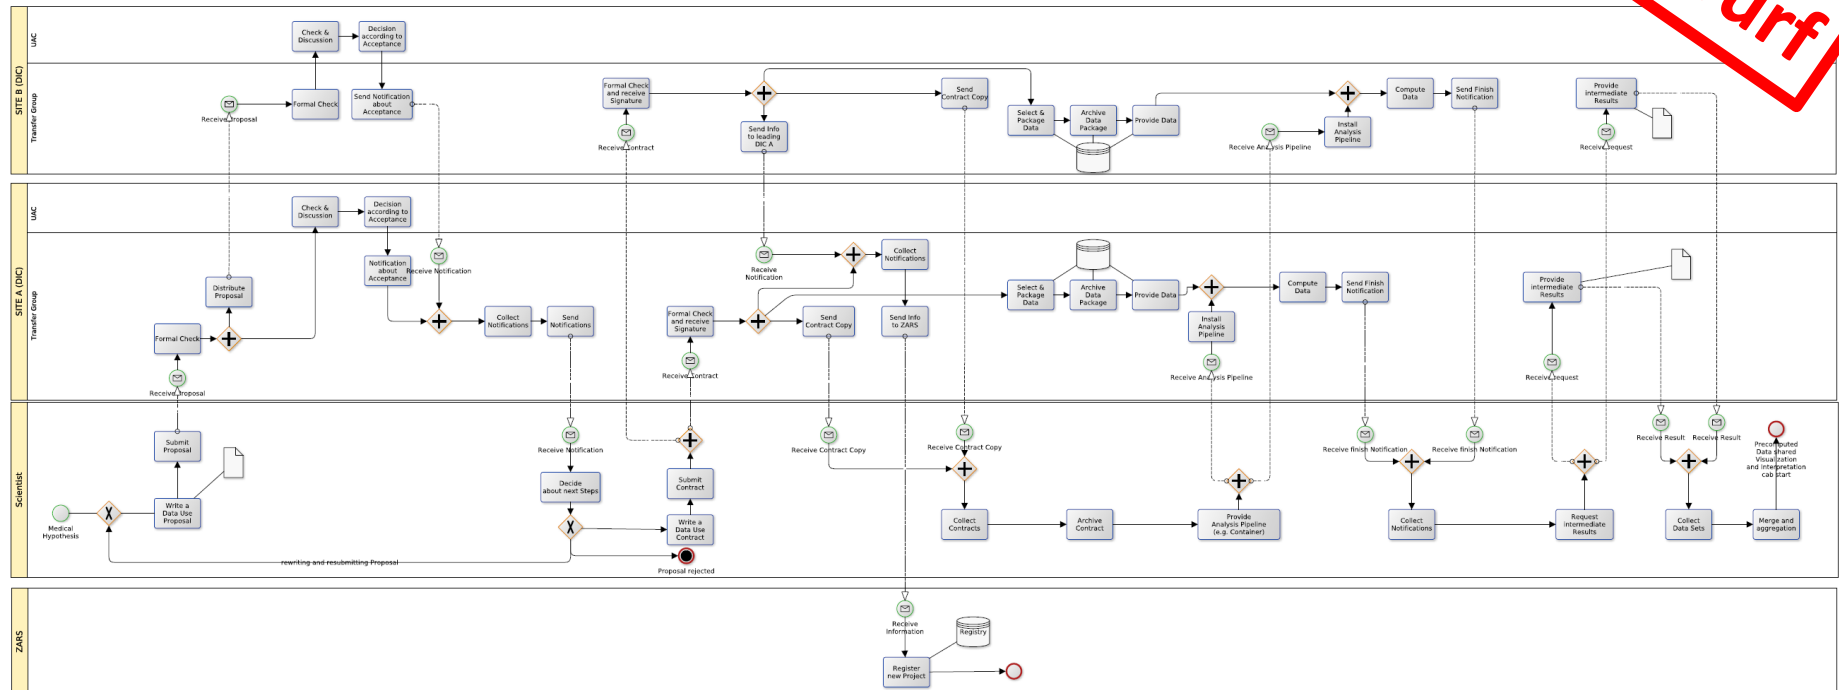 urf
SITE B (DIC)
UAC
Transfer Group
Check &
Discussion
Decision
according to
Acceptance
Receive Proposal
Formal Check
Send Notification
about
Acceptance
Formal Check
and receive
Signature
Receive Contract
Send Info
to leading
DIC A
Send
Contract Copy
Select &
Package
Data
Archive
Data
Package
Provide Data
Receive Analysis Pipeline
Install
Analysis
Pipeline
Compute
Data
Send Finish
Notification
Provide
intermediate
Results
Receive request
SITE A (DIC)
UAC
Transfer Group
Check &
Discussion
Decision
according to
Acceptance
Notification
about
Acceptance
Receive Notification
Distribute
Proposal
Formal Check
Receive Proposal
Collect
Notifications
Send
Notifications
Formal Check
and receive
Signature
Receive Contract
Receive
Notification
Collect
Notifications
Send
Contract Copy
Send Info
to ZARS
Select &
Package
Data
Archive
Data
Package
Provide Data
Install
Analysis
Pipeline
Receive Analysis Pipeline
Compute
Data
Send Finish
Notification
Provide
intermediate
Results
Receive request
Scientist
Medical
Hypothesis
Submit
Proposal
Write a
Data Use
Proposal
rewriting and resubmitting Proposal
Receive Notification
Decide
about next Steps
Submit
Contract
Write a
Data Use
Contract
Proposal rejected
Receive Contract Copy
Receive Contract Copy
Collect
Contracts
Archive
Contract
Provide
Analysis Pipeline
(e.g. Container)
Receive finish Notification
Receive finish Notification
Collect
Notifications
Request
intermediate
Results
Receive Result
Receive Result
Collect
Data Sets
Merge and
aggregation
Precomputed
Data shared
Visualization
and Interpretation
cab start
ZARS
Receive
Information
Registry
Register
new Project